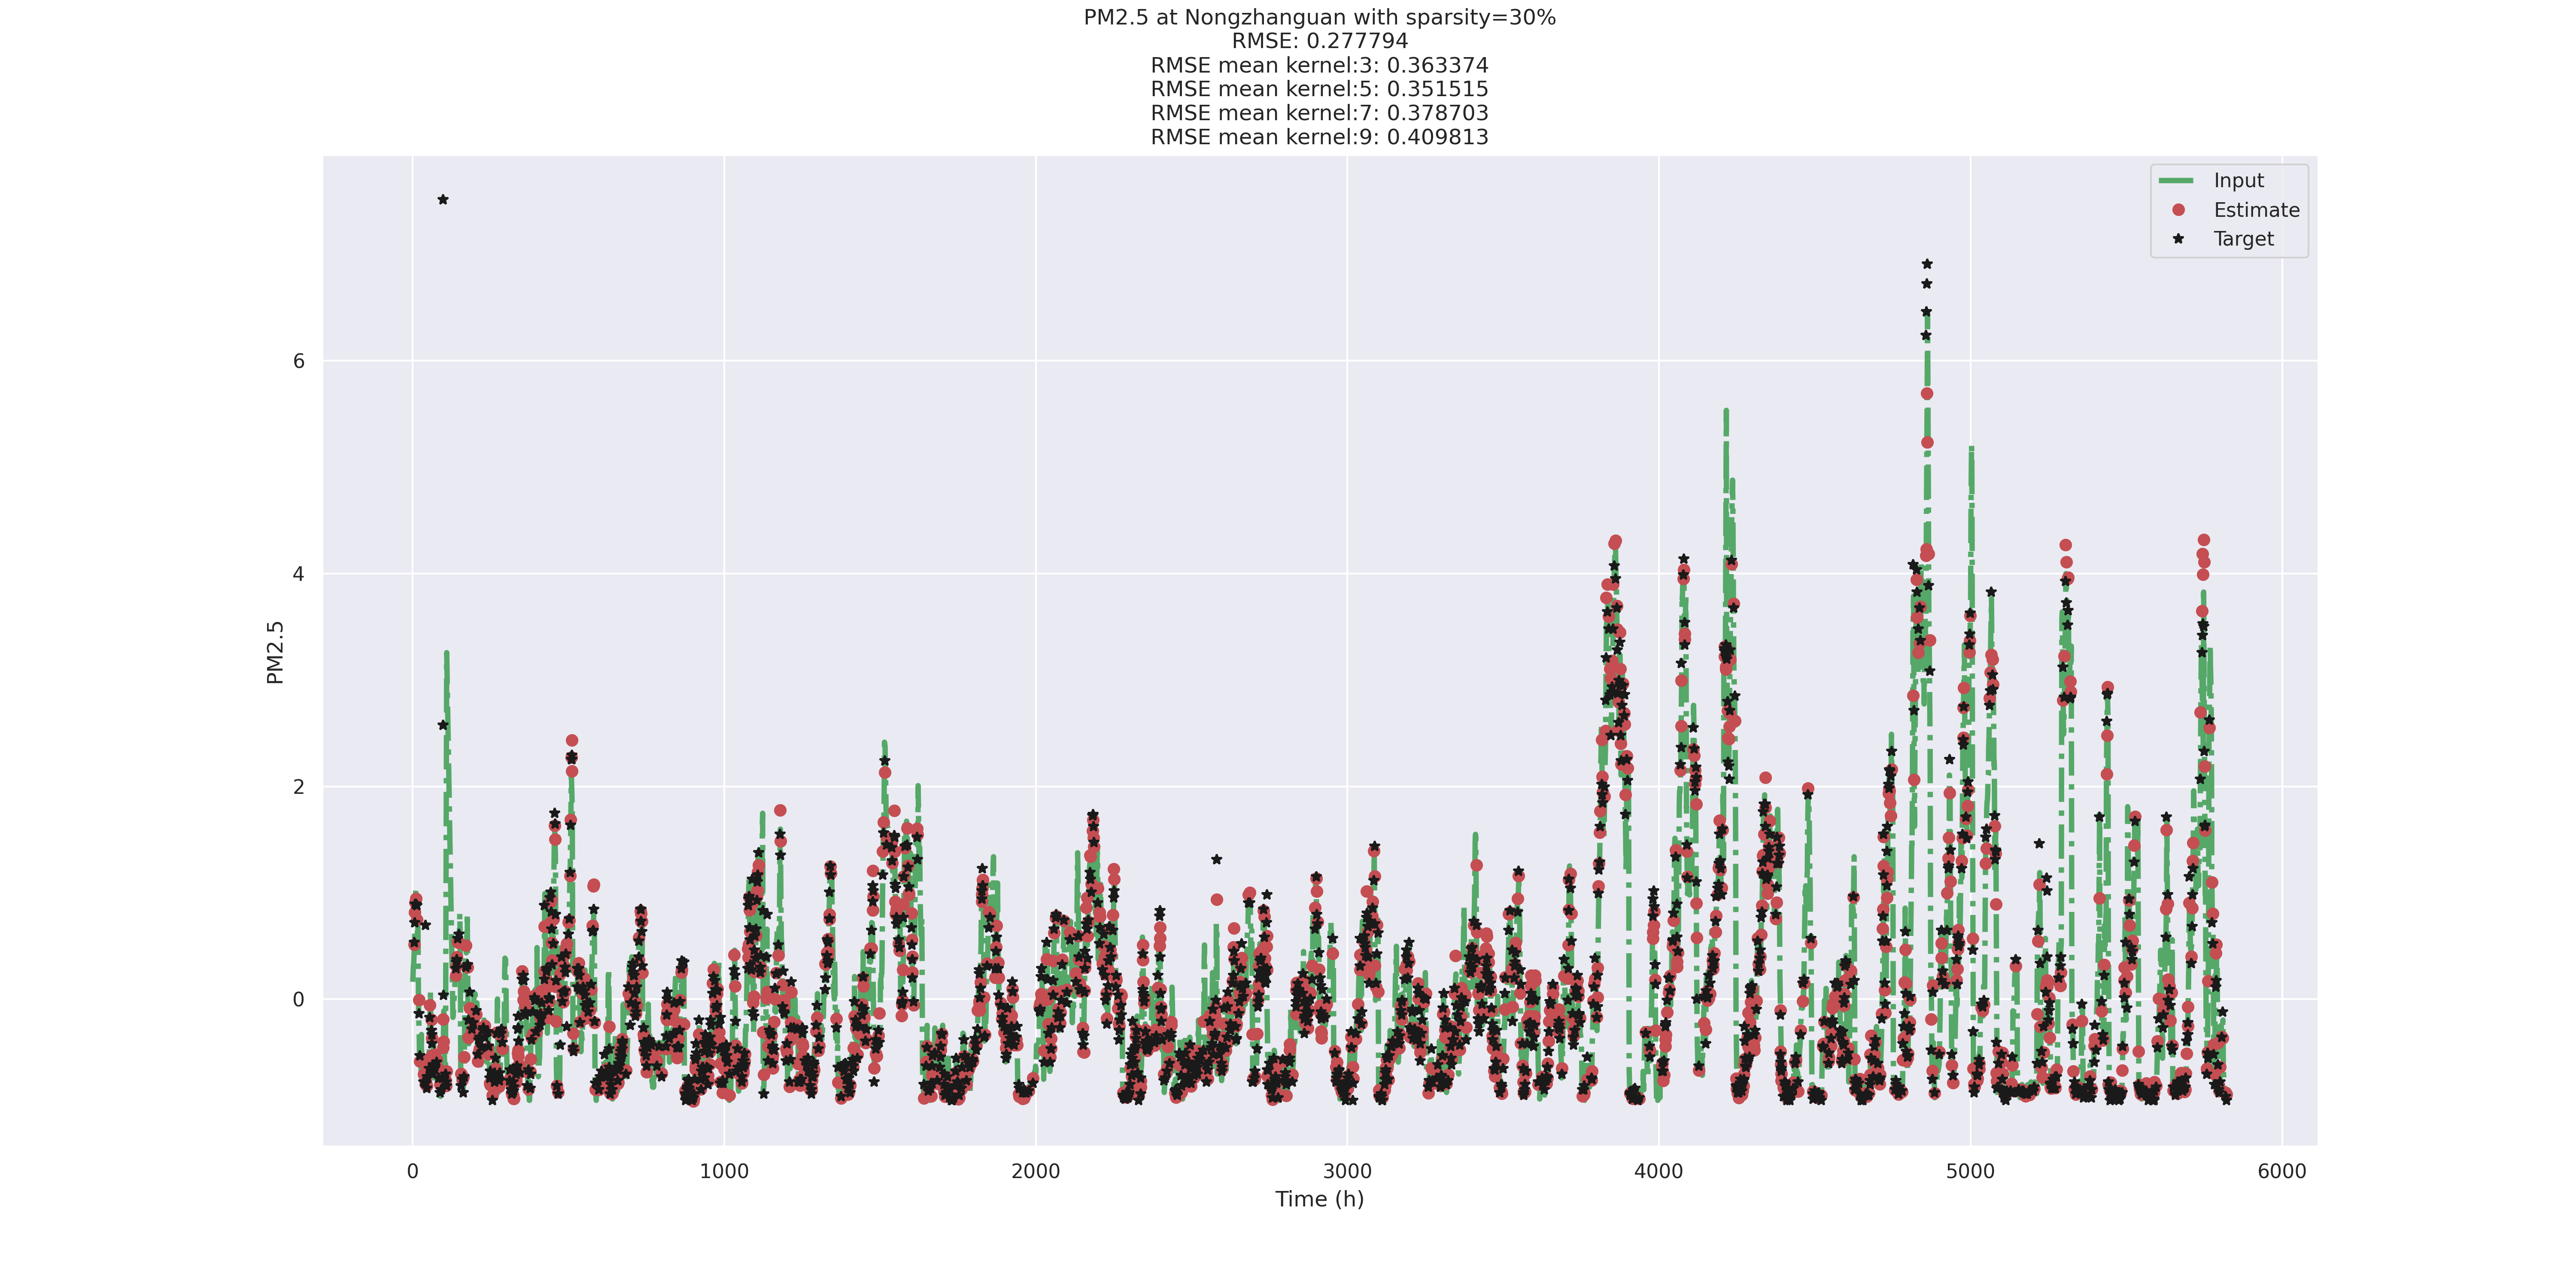 PM2.5 at Nongzhanguan with sparsity=30%
RMSE: 0.277794
RMSE mean kernel:3: 0.363374
RMSE mean kernel:5: 0.351515
RMSE mean kernel:7: 0.378703
RMSE mean kernel:9: 0.409813
Input
Estimate
Target
6
4
2
0
PM2.5
0
1000
2000
3000
4000
5000
6000
Time (h)